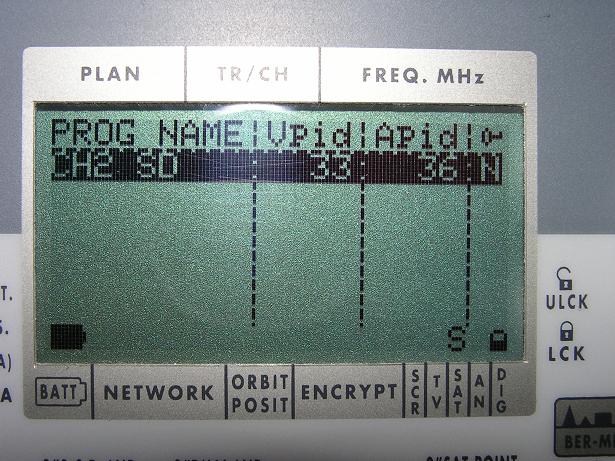 PLAN TR/CH FREQ. MHz
PROG NAME Vpid APid
CH2 SD 33 36 N
S
T.
ULCK
S.
A)
LCK
A
BATT NETWORK ORBIT POSIT ENCRYPT SCR TV SAT AN DIG